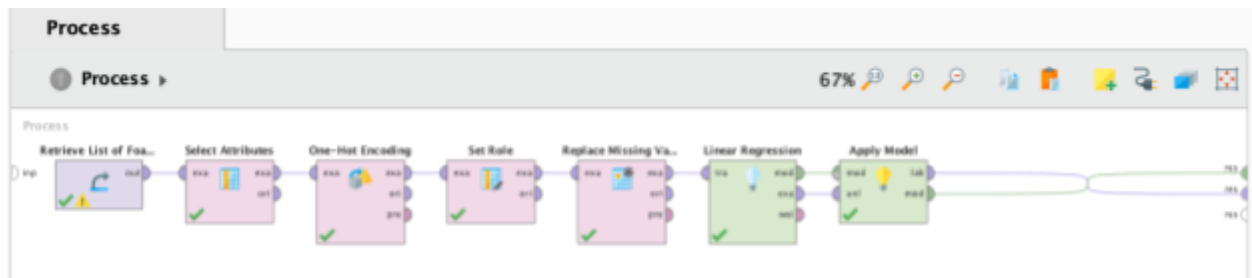 Process
Process
67%
Process
Retrieve List of Foa...
Select Attributes
One-Hot Encoding
Set Role
Replace Missing Va...
Linear Regression
Apply Model
inp
out
exa
exa
ori
exa
exa
ori
pre
exa
exa
ori
exa
exa
ori
pre
tra
mod
exa
wei
mod
lab
unl
mod
res
res
res